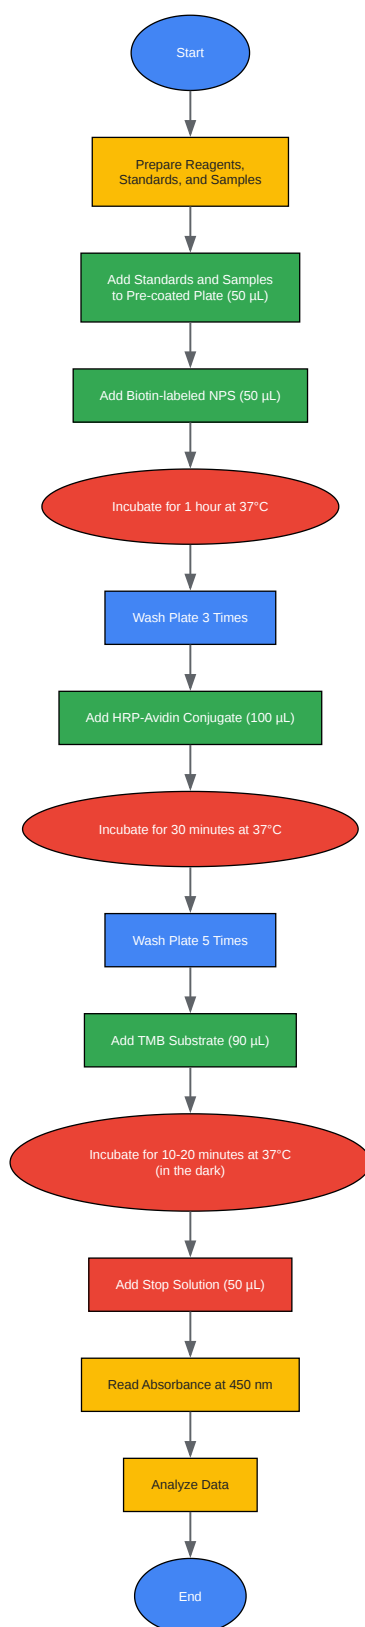 Start
Prepare Reagents,
Standards, and Samples
Add Standards and Samples
to Pre-coated Plate (50 µL)
Add Biotin-labeled NPS (50 µL)
Incubate for 1 hour at 37°C
Wash Plate 3 Times
Add HRP-Avidin Conjugate (100 µL)
Incubate for 30 minutes at 37°C
Wash Plate 5 Times
Add TMB Substrate (90 µL)
Incubate for 10-20 minutes at 37°C
(in the dark)
Add Stop Solution (50 µL)
Read Absorbance at 450 nm
Analyze Data
End